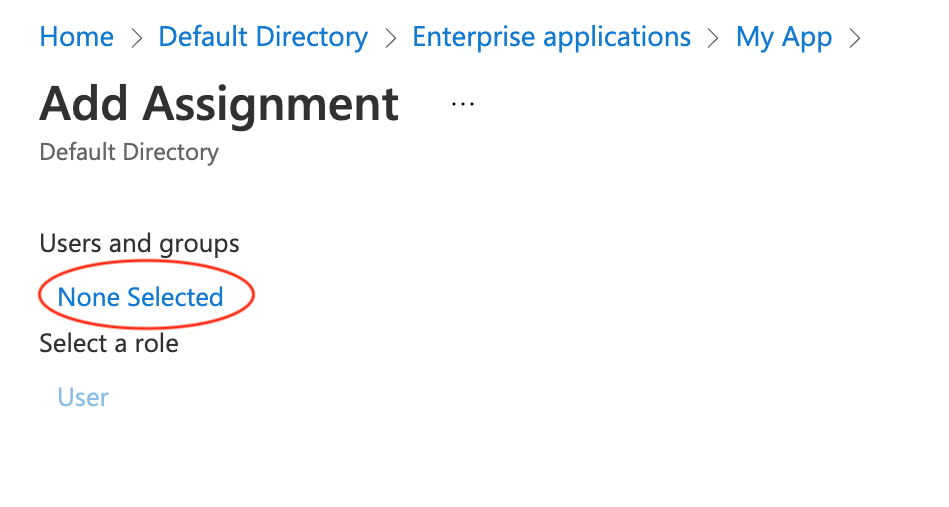 Home > Default Directory > Enterprise applications > My App >
Add Assignment ...
Default Directory
Users and groups
None Selected
Select a role
User